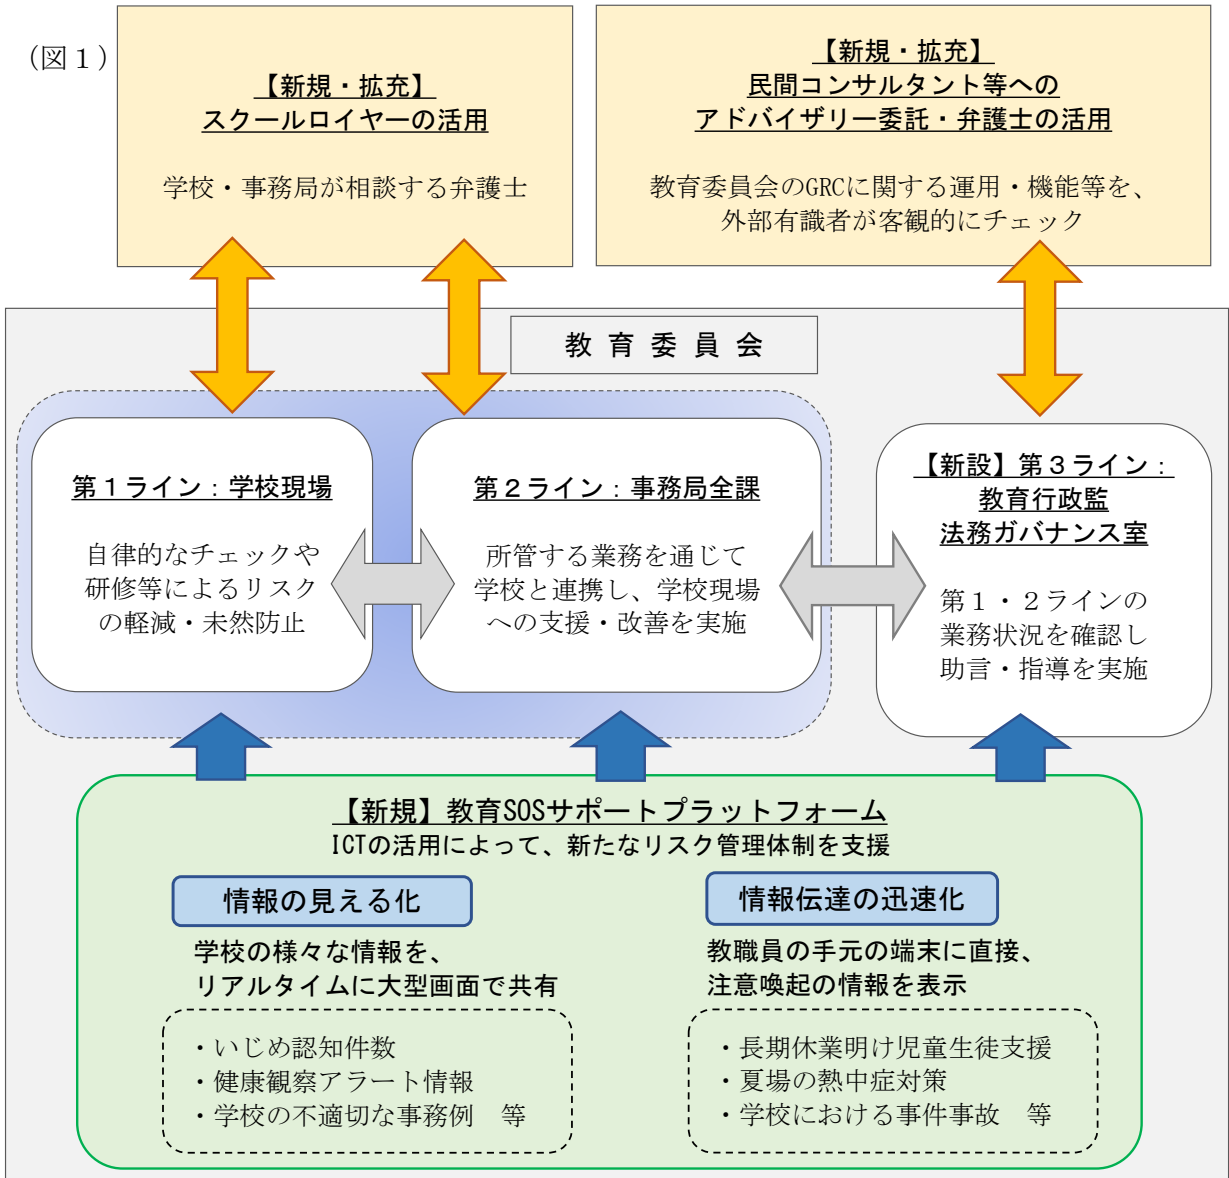 (図１)
【新規・拡充】
スクールロイヤーの活用
学校・事務局が相談する弁護士
【新規・拡充】
民間コンサルタント等への
アドバイザリー委託・弁護士の活用
教育委員会のGRCに関する運用・機能等を、
外部有識者が客観的にチェック
教育委員会
第１ライン：学校現場
自律的なチェックや
研修等によるリスク
の軽減・未然防止
第２ライン：事務局全課
所管する業務を通じて
学校と連携し、学校現場
への支援・改善を実施
【新設】第３ライン：
教育行政監
法務ガバナンス室
第１・２ラインの
業務状況を確認し
助言・指導を実施
【新規】教育SOSサポートプラットフォーム
ICTの活用によって、新たなリスク管理体制を支援
情報の見える化
学校の様々な情報を、
リアルタイムに大型画面で共有
・いじめ認知件数
・健康観察アラート情報
・学校の不適切な事務例　等
情報伝達の迅速化
教職員の手元の端末に直接、
注意喚起の情報を表示
・長期休業明け児童生徒支援
・夏場の熱中症対策
・学校における事件事故　等